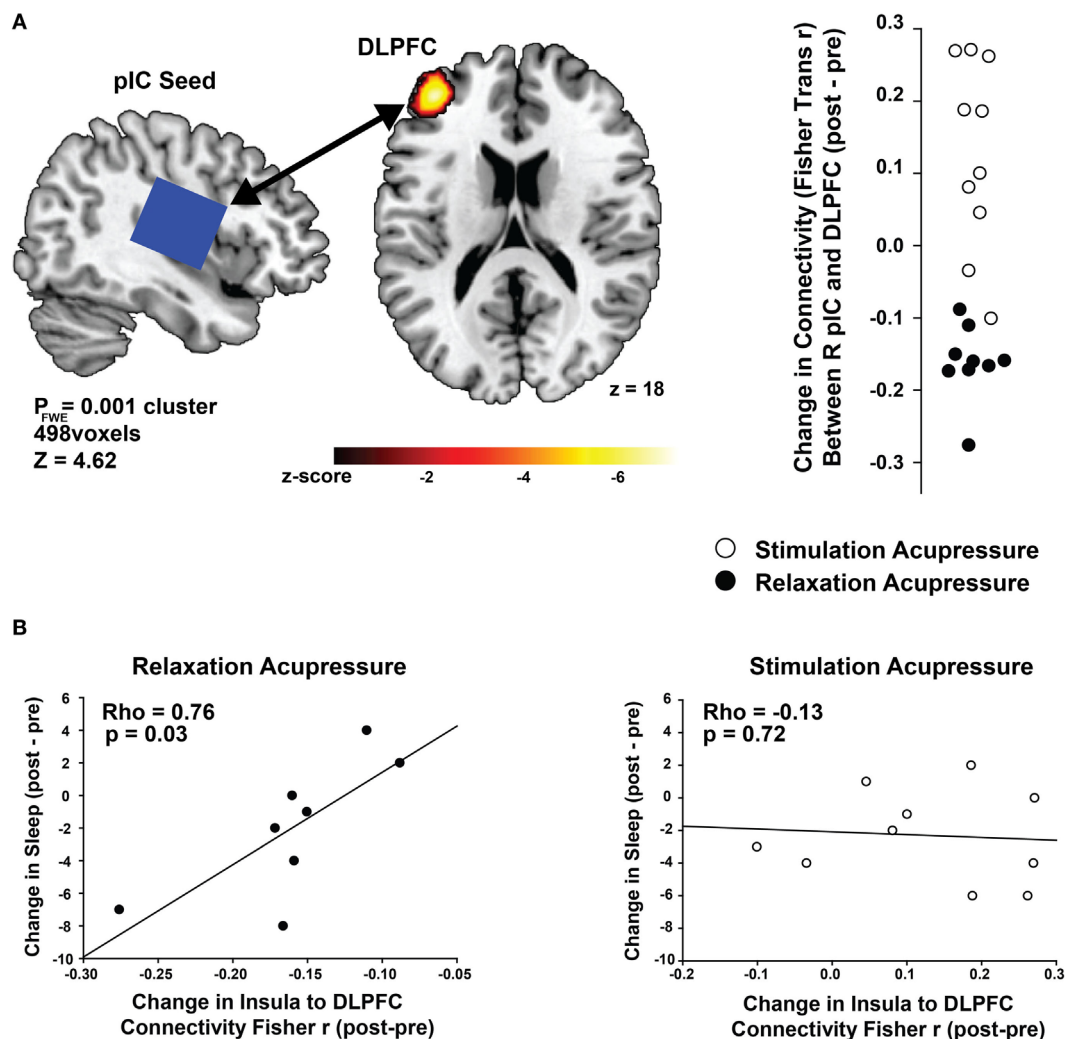 A
pIC Seed
DLPFC
P FWE = 0.001 cluster
498voxels
Z = 4.62
z = 18
z-score
-2
-4
-6
Change in Connectivity (Fisher Trans r)
Between R pIC and DLPFC (post - pre)
0.3
0.2
0.1
0.0
-0.1
-0.2
-0.3
Stimulation Acupressure
Relaxation Acupressure
B
Relaxation Acupressure
Rho = 0.76
p = 0.03
Change in Sleep (post - pre)
6
4
2
0
-2
-4
-6
-8
-10
-0.30
-0.25
-0.20
-0.15
-0.10
-0.05
Change in Insula to DLPFC
Connectivity Fisher r (post-pre)
Stimulation Acupressure
Rho = -0.13
p = 0.72
Change in Sleep (post - pre)
6
4
2
0
-2
-4
-6
-8
-10
-0.2
-0.1
0.0
0.1
0.2
0.3
Change in Insula to DLPFC
Connectivity Fisher r (post-pre)